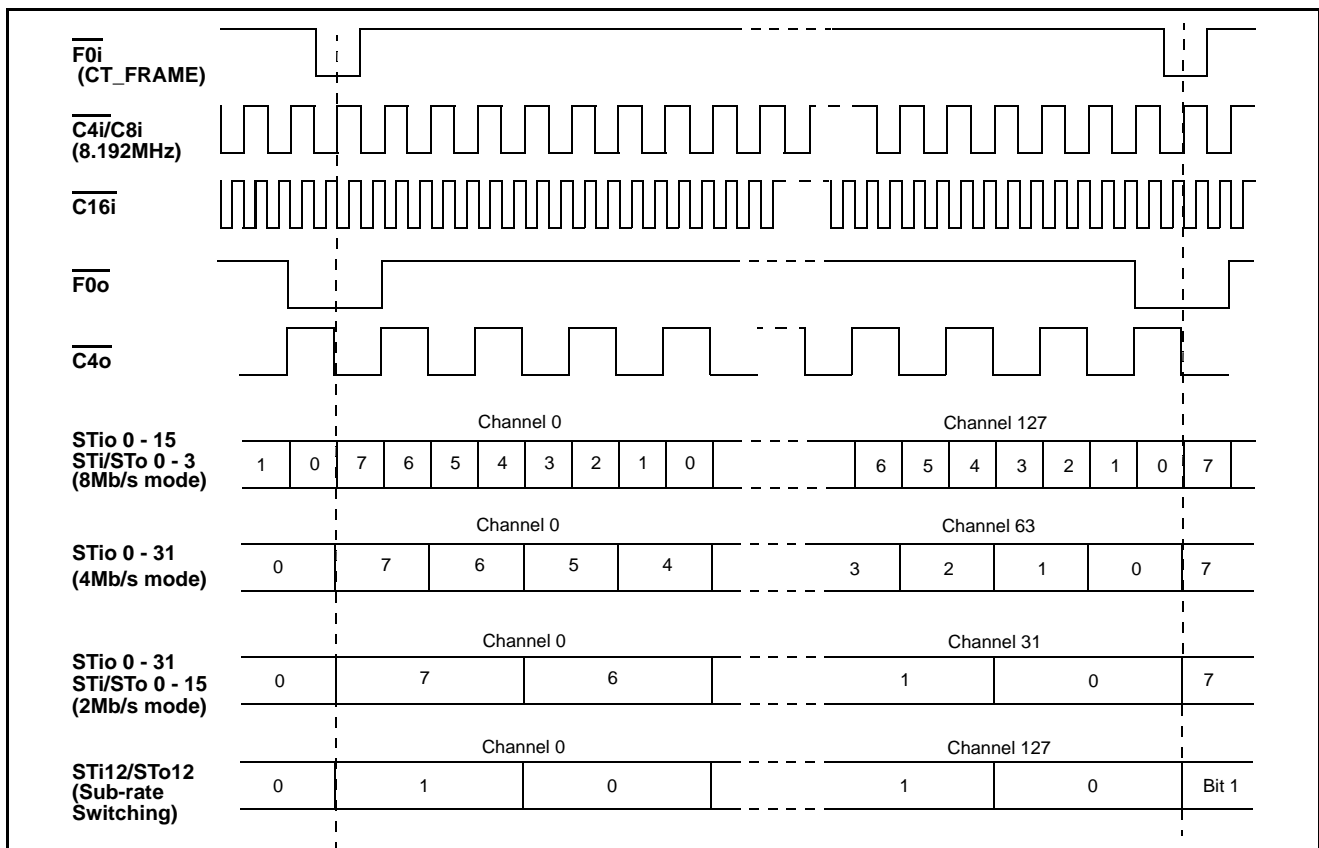 F0i
(CT_FRAME)
C4i/C8i
(8.192MHz)
C16i
F0o
C4o
Channel 0
Channel 127
STio 0 - 15
STi/STo 0 - 3
(8Mb/s mode)
1 0 7 6 5 4 3 2 1 0 6 5 4 3 2 1 0 7
Channel 0
Channel 63
STio 0 - 31
(4Mb/s mode)
0 7 6 5 4 3 2 1 0 7
Channel 0
Channel 31
STio 0 - 31
STi/STo 0 - 15
(2Mb/s mode)
0 7 6 1 0 7
Channel 0
Channel 127
STi12/STo12
(Sub-rate
Switching)
0 1 0 1 0 Bit 1